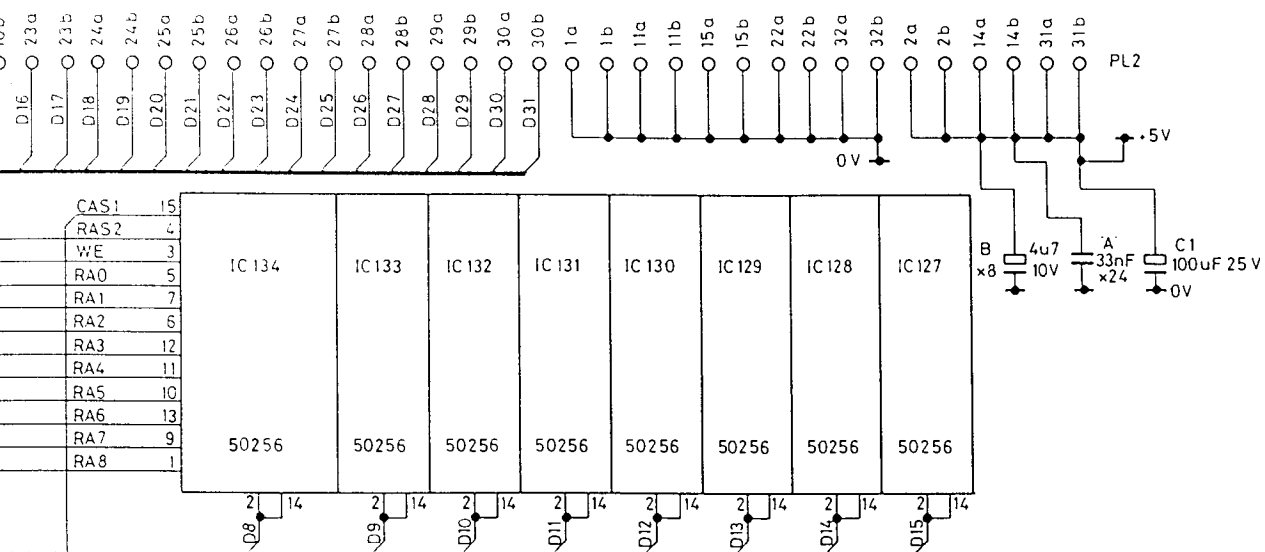 23a 23b 24a 24b 25a 25b 26a 26b 27a 27b 28a 28b 29a 29b 30a 30b 1a 1b 11a 11b 15a 15b 22a 22b 32a 32b 2a 2b 14a 14b 31a 31b PL2
D16 D17 D18 D19 D20 D21 D22 D23 D24 D25 D26 D27 D28 D29 D30 D31
+5V
0V
CAS1 15
RAS2 4
WE 3
RA0 5
RA1 7
RA2 6
RA3 12
RA4 11
RA5 10
RA6 13
RA7 9
RA8 1
IC134 IC133 IC132 IC131 IC130 IC129 IC128 IC127
50256 50256 50256 50256 50256 50256 50256 50256
B
×8
4u7
10V
'A'
33nF
×24
C1
100uF 25V
0V
2 14 2 14 2 14 2 14 2 14 2 14 2 14 2 14
D8 D9 D10 D11 D12 D13 D14 D15